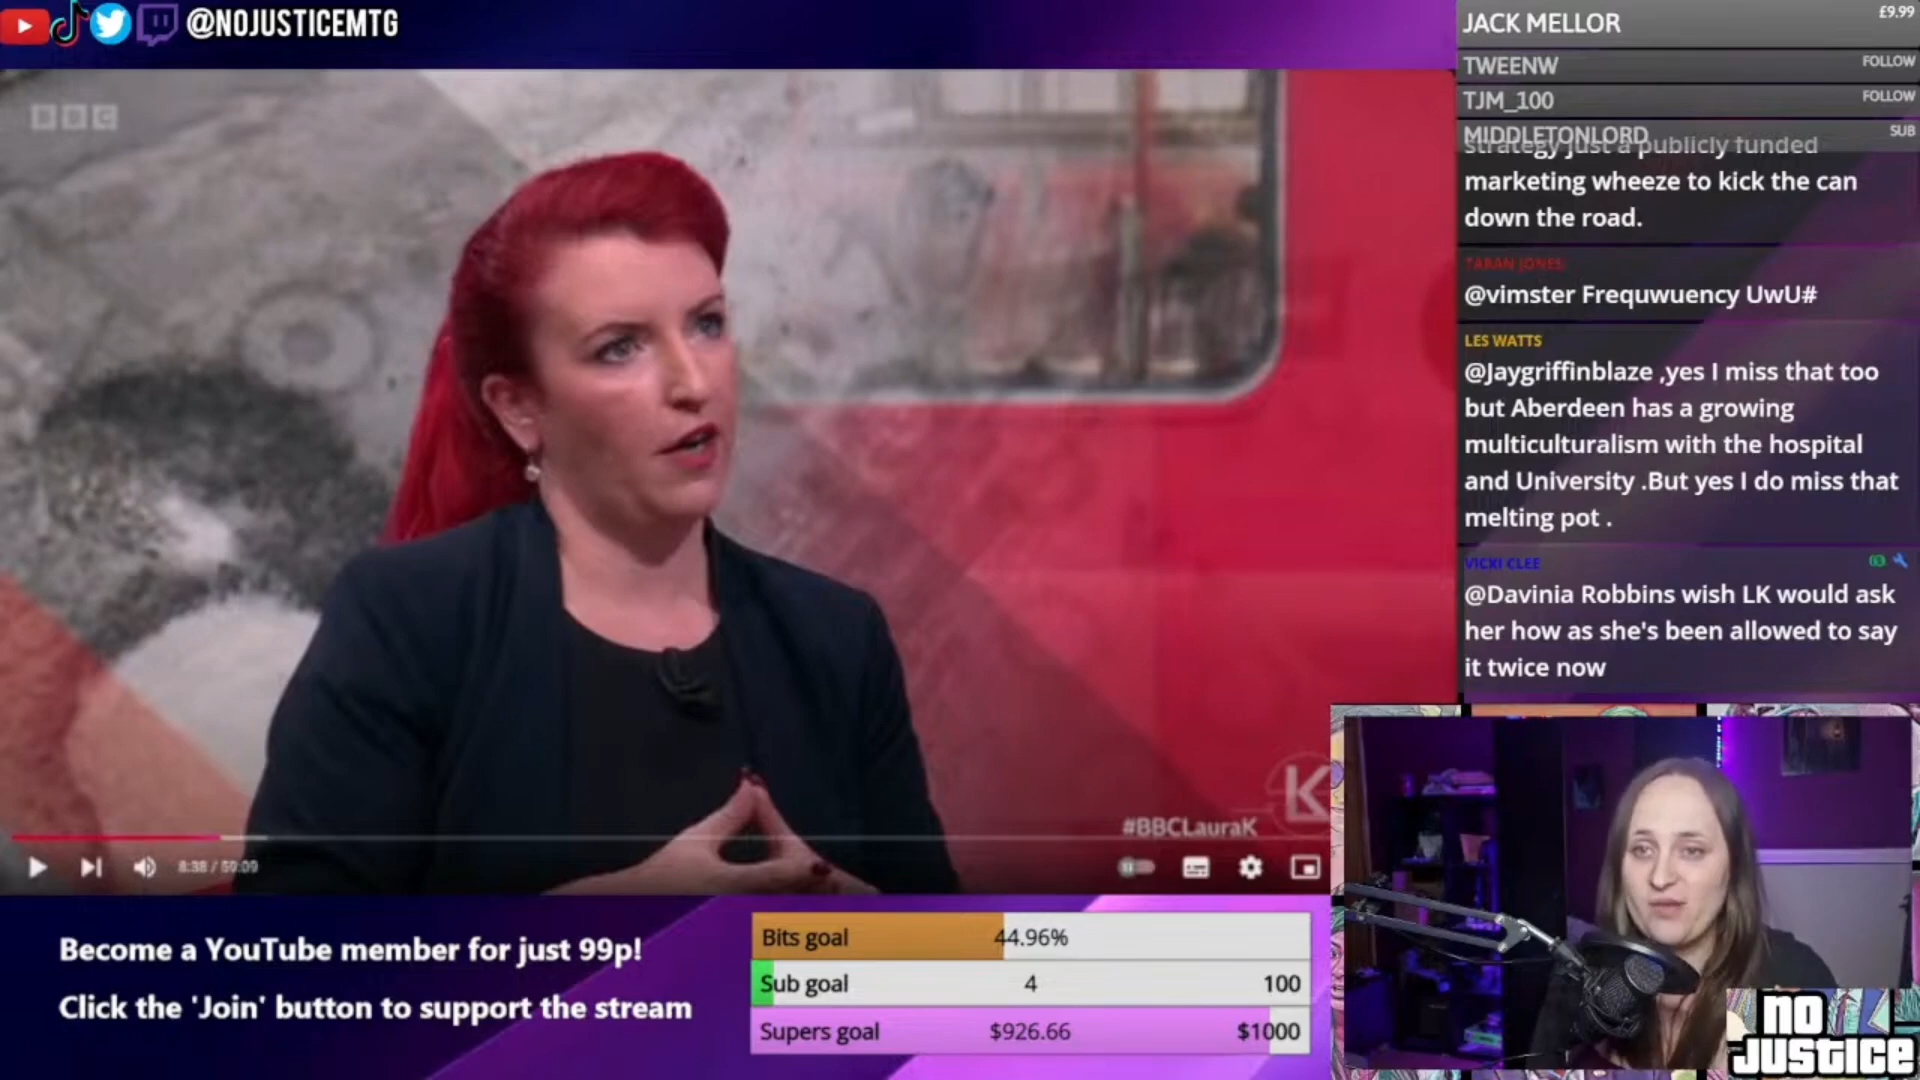 @NOJUSTICEMTG
BBC
#BBCLauraK
K
8:38 / 59:09
JACK MELLOR £9.99
TWEENW FOLLOW
TJM_100 FOLLOW
MIDDLETONLORD SUB
strategy just a publicly funded
marketing wheeze to kick the can
down the road.
TARAN JONES
@vimster Frequwuency UwU#
LES WATTS
@Jaygriffinblaze ,yes I miss that too
but Aberdeen has a growing
multiculturalism with the hospital
and University .But yes I do miss that
melting pot .
VICKI CLEE
@Davinia Robbins wish LK would ask
her how as she's been allowed to say
it twice now
Become a YouTube member for just 99p!
Click the 'Join' button to support the stream
Bits goal 44.96%
Sub goal 4 100
Supers goal $926.66 $1000
NO
JUSTICE